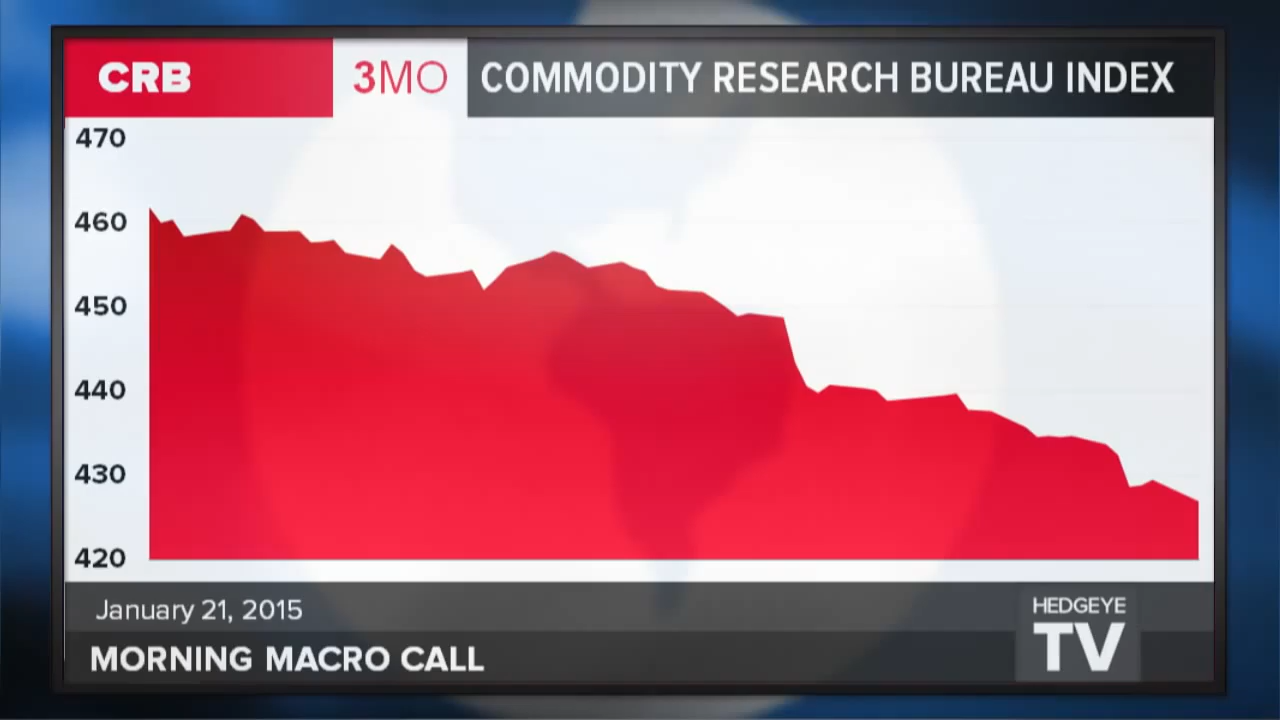 CRB 3MO COMMODITY RESEARCH BUREAU INDEX
470
460
450
440
430
420
January 21, 2015
MORNING MACRO CALL
HEDGEYE
TV